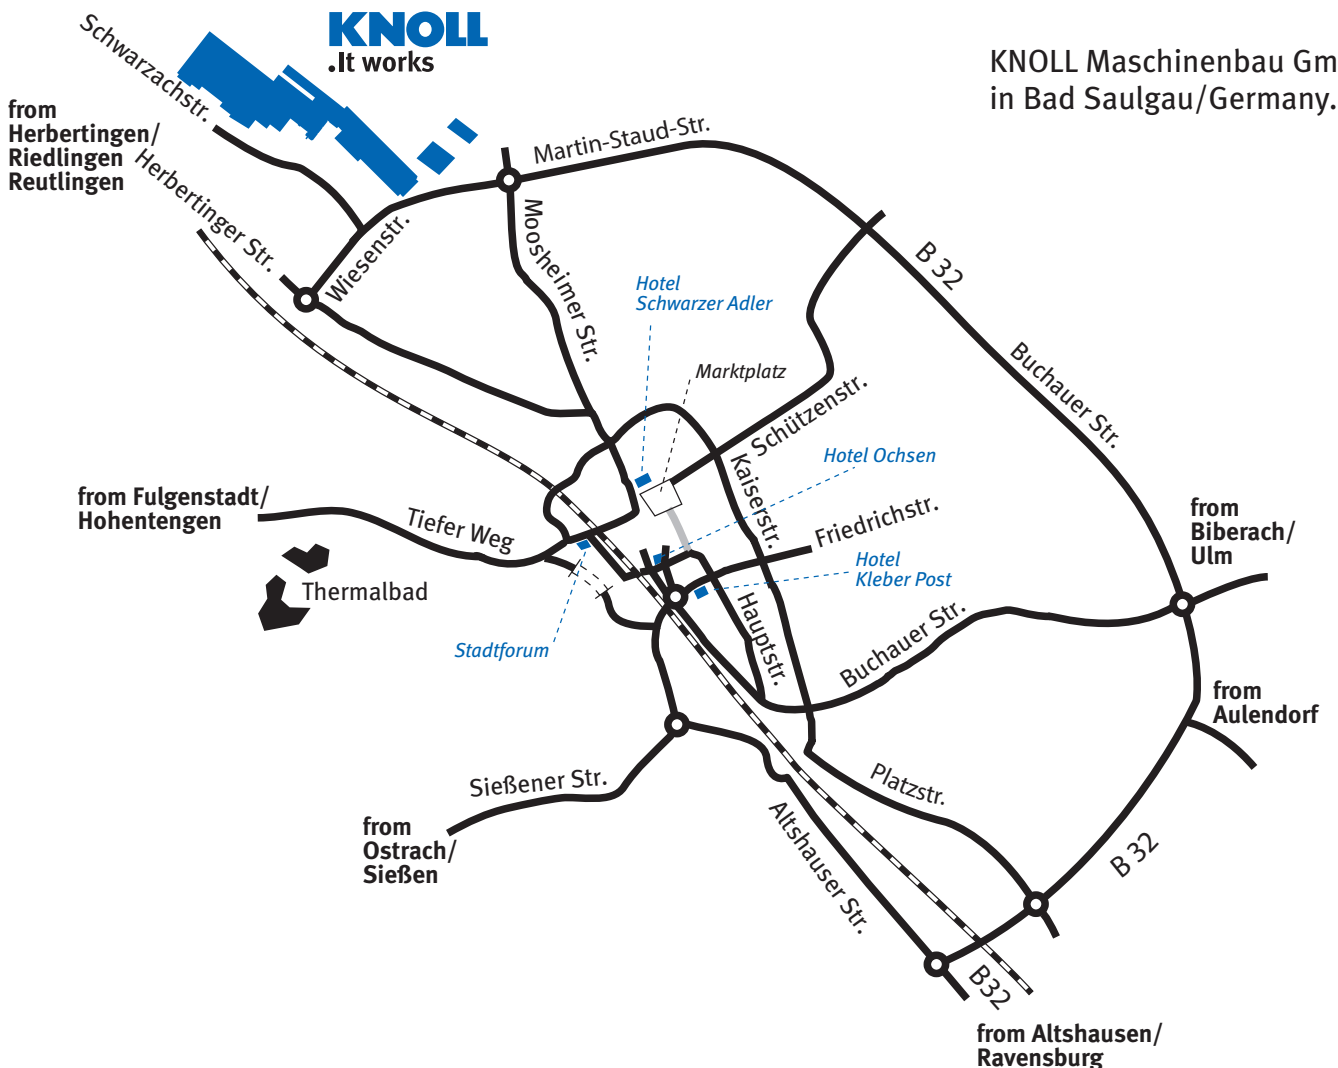 KNOLL
.It works
KNOLL Maschinenbau Gm
in Bad Saulgau/Germany.
Schwarzachstr.
from
Herbertingen/
Riedlingen
Reutlingen
Herbertinger Str.
Wiesenstr.
Martin-Staud-Str.
Moosheimer Str.
B 32
Buchauer Str.
Hotel
Schwarzer Adler
Marktplatz
Schützenstr.
Kaiserstr.
Hotel Ochsen
from Fulgenstadt/
Hohentengen
Tiefer Weg
Friedrichstr.
from
Biberach/
Ulm
Thermalbad
Hotel
Kleber Post
Hauptstr.
Buchauer Str.
Stadtforum
from
Aulendorf
Sießener Str.
Platzstr.
from
Ostrach/
Sießen
Altshauser Str.
B 32
B32
from Altshausen/
Ravensburg